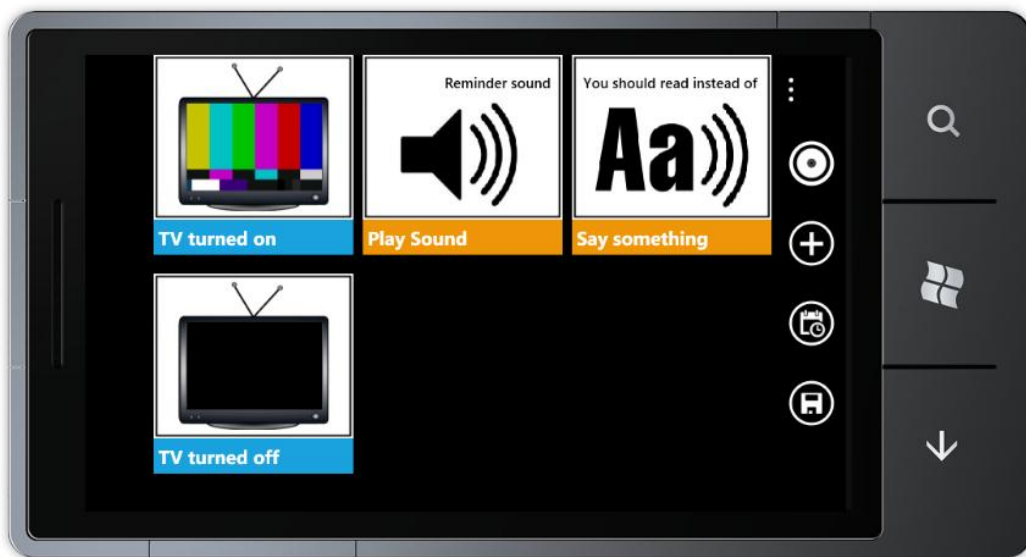 Reminder sound
You should read instead of
Aa
TV turned on
Play Sound
Say something
TV turned off